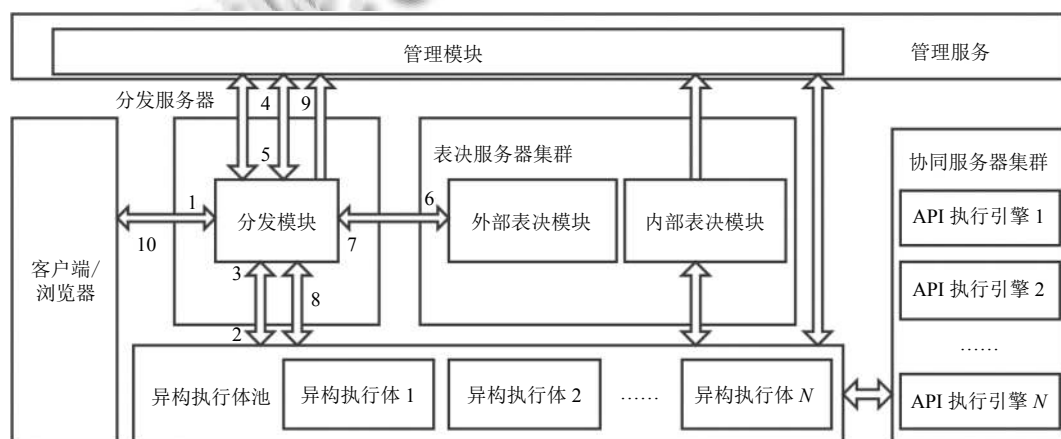 管理模块
管理服务
分发服务器
4
9
5
表决服务器集群
协同服务器集群
1
分发模块
6
7
外部表决模块
内部表决模块
API 执行引擎 1
10
客户端/
浏览器
3
8
2
API 执行引擎 2
……
异构执行体池
异构执行体 1
异构执行体 2
……
异构执行体 N
API 执行引擎 N